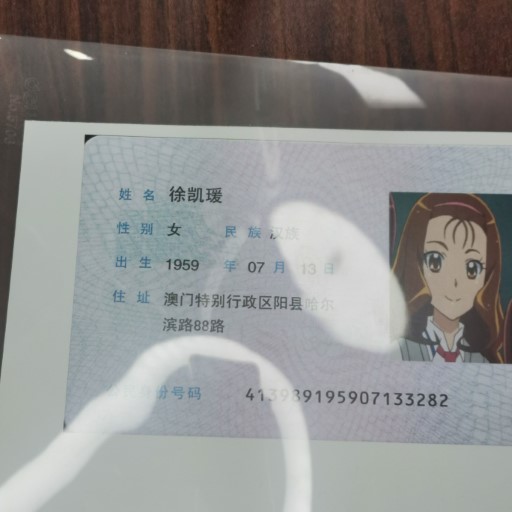 姓名 徐凯瑗
性别 女 民族 汉族
出生 1959 年 07 月 13 日
住址 澳门特别行政区阳县哈尔
滨路88路
身份号码 413989195907133282